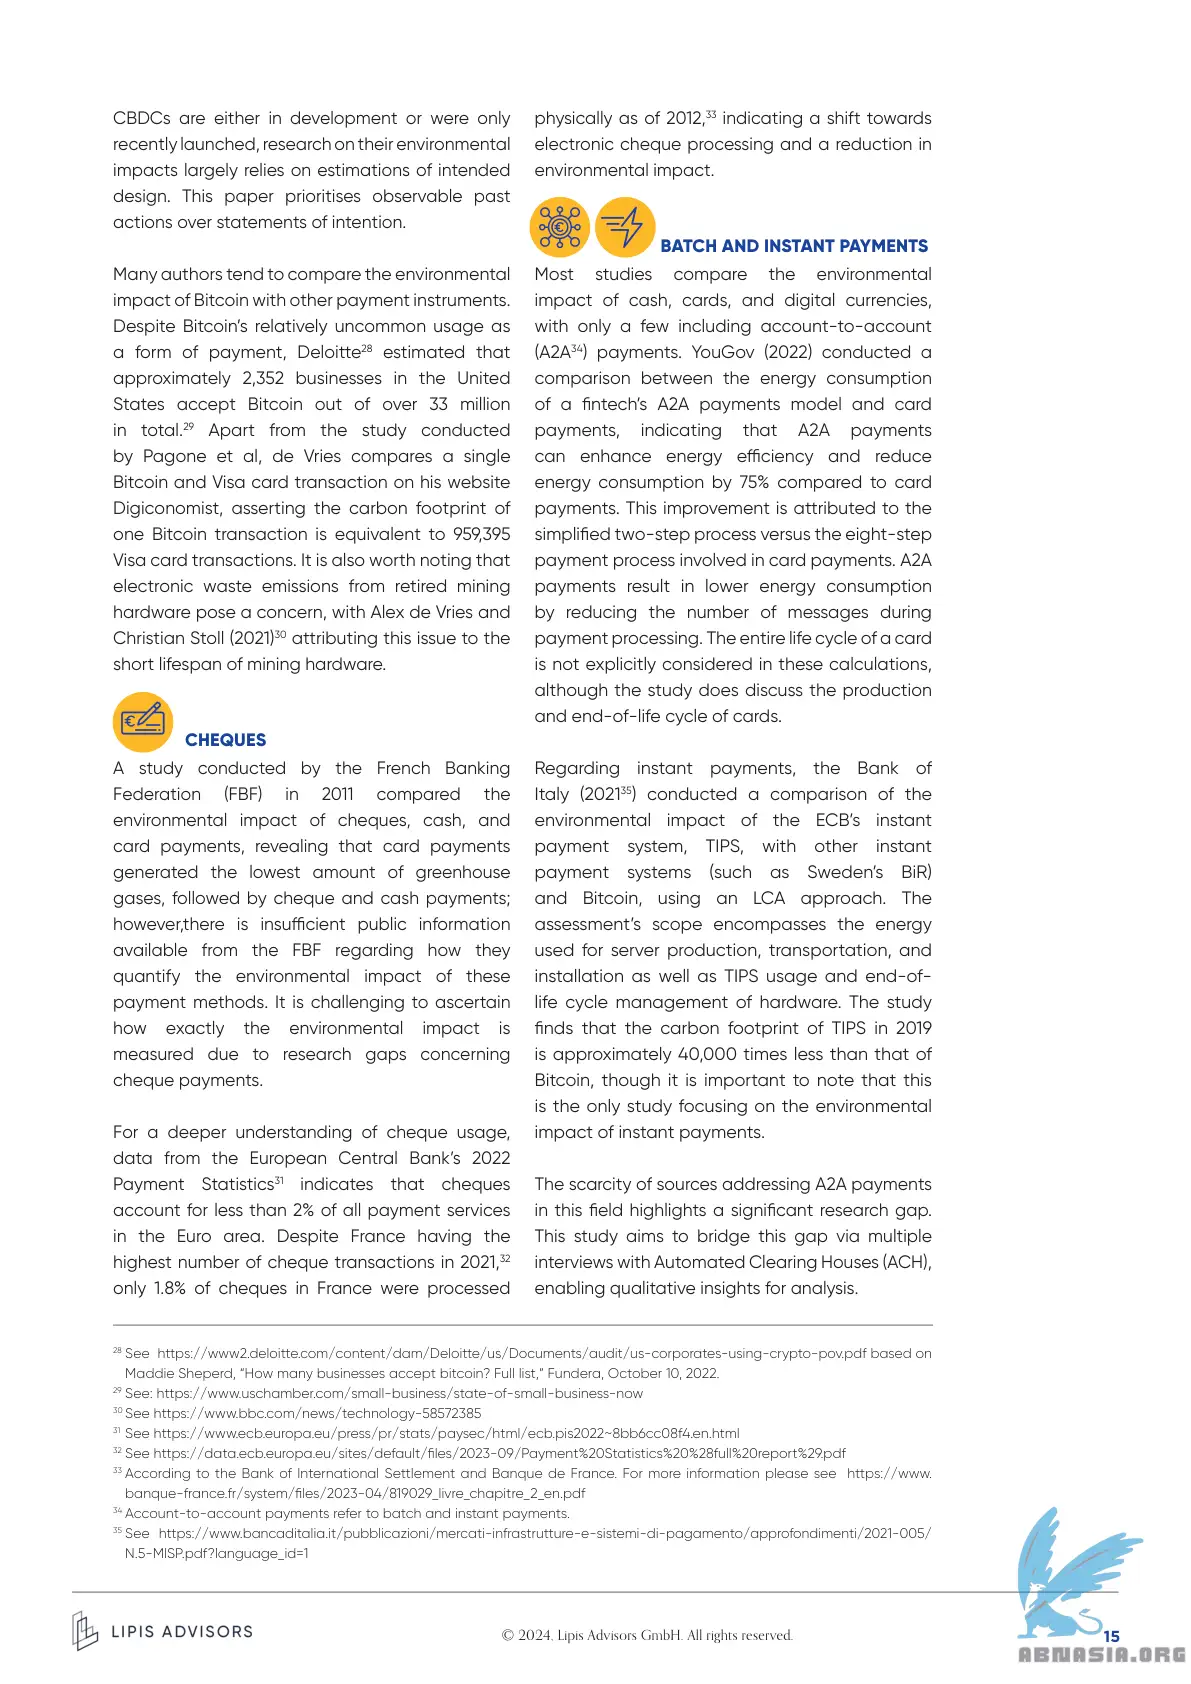 CBDCs are either in development or were only
recently launched, research on their environmental
impacts largely relies on estimations of intended
design. This paper prioritises observable past
actions over statements of intention.
Many authors tend to compare the environmental
impact of Bitcoin with other payment instruments.
Despite Bitcoin’s relatively uncommon usage as
a form of payment, Deloitte28 estimated that
approximately 2,352 businesses in the United
States accept Bitcoin out of over 33 million
in total.29 Apart from the study conducted
by Pagone et al, de Vries compares a single
Bitcoin and Visa card transaction on his website
Digiconomist, asserting the carbon footprint of
one Bitcoin transaction is equivalent to 959,395
Visa card transactions. It is also worth noting that
electronic waste emissions from retired mining
hardware pose a concern, with Alex de Vries and
Christian Stoll (2021)30 attributing this issue to the
short lifespan of mining hardware.
CHEQUES
A study conducted by the French Banking
Federation (FBF) in 2011 compared the
environmental impact of cheques, cash, and
card payments, revealing that card payments
generated the lowest amount of greenhouse
gases, followed by cheque and cash payments;
however,there is insufficient public information
available from the FBF regarding how they
quantify the environmental impact of these
payment methods. It is challenging to ascertain
how exactly the environmental impact is
measured due to research gaps concerning
cheque payments.
For a deeper understanding of cheque usage,
data from the European Central Bank’s 2022
Payment Statistics31 indicates that cheques
account for less than 2% of all payment services
in the Euro area. Despite France having the
highest number of cheque transactions in 2021,32
only 1.8% of cheques in France were processed
physically as of 2012,33 indicating a shift towards
electronic cheque processing and a reduction in
environmental impact.
BATCH AND INSTANT PAYMENTS
Most studies compare the environmental
impact of cash, cards, and digital currencies,
with only a few including account-to-account
(A2A34) payments. YouGov (2022) conducted a
comparison between the energy consumption
of a fintech’s A2A payments model and card
payments, indicating that A2A payments
can enhance energy efficiency and reduce
energy consumption by 75% compared to card
payments. This improvement is attributed to the
simplified two-step process versus the eight-step
payment process involved in card payments. A2A
payments result in lower energy consumption
by reducing the number of messages during
payment processing. The entire life cycle of a card
is not explicitly considered in these calculations,
although the study does discuss the production
and end-of-life cycle of cards.
Regarding instant payments, the Bank of
Italy (202135) conducted a comparison of the
environmental impact of the ECB’s instant
payment system, TIPS, with other instant
payment systems (such as Sweden’s BiR)
and Bitcoin, using an LCA approach. The
assessment’s scope encompasses the energy
used for server production, transportation, and
installation as well as TIPS usage and end-of-
life cycle management of hardware. The study
finds that the carbon footprint of TIPS in 2019
is approximately 40,000 times less than that of
Bitcoin, though it is important to note that this
is the only study focusing on the environmental
impact of instant payments.
The scarcity of sources addressing A2A payments
in this field highlights a significant research gap.
This study aims to bridge this gap via multiple
interviews with Automated Clearing Houses (ACH),
enabling qualitative insights for analysis.
28 See https://www2.deloitte.com/content/dam/Deloitte/us/Documents/audit/us-corporates-using-crypto-pov.pdf based on
Maddie Sheperd, “How many businesses accept bitcoin? Full list,” Fundera, October 10, 2022.
29 See: https://www.uschamber.com/small-business/state-of-small-business-now
30 See https://www.bbc.com/news/technology-58572385
31 See https://www.ecb.europa.eu/press/pr/stats/paysec/html/ecb.pis2022~8bb6cc08f4.en.html
32 See https://data.ecb.europa.eu/sites/default/files/2023-09/Payment%20Statistics%20%28full%20report%29.pdf
33 According to the Bank of International Settlement and Banque de France. For more information please see https://www.
banque-france.fr/system/files/2023-04/819029_livre_chapitre_2_en.pdf
34 Account-to-account payments refer to batch and instant payments.
35 See https://www.bancaditalia.it/pubblicazioni/mercati-infrastrutture-e-sistemi-di-pagamento/approfondimenti/2021-005/
N.5-MISP.pdf?language_id=1
LIPIS ADVISORS
© 2024, Lipis Advisors GmbH. All rights reserved.
15
ABNASIA.ORG